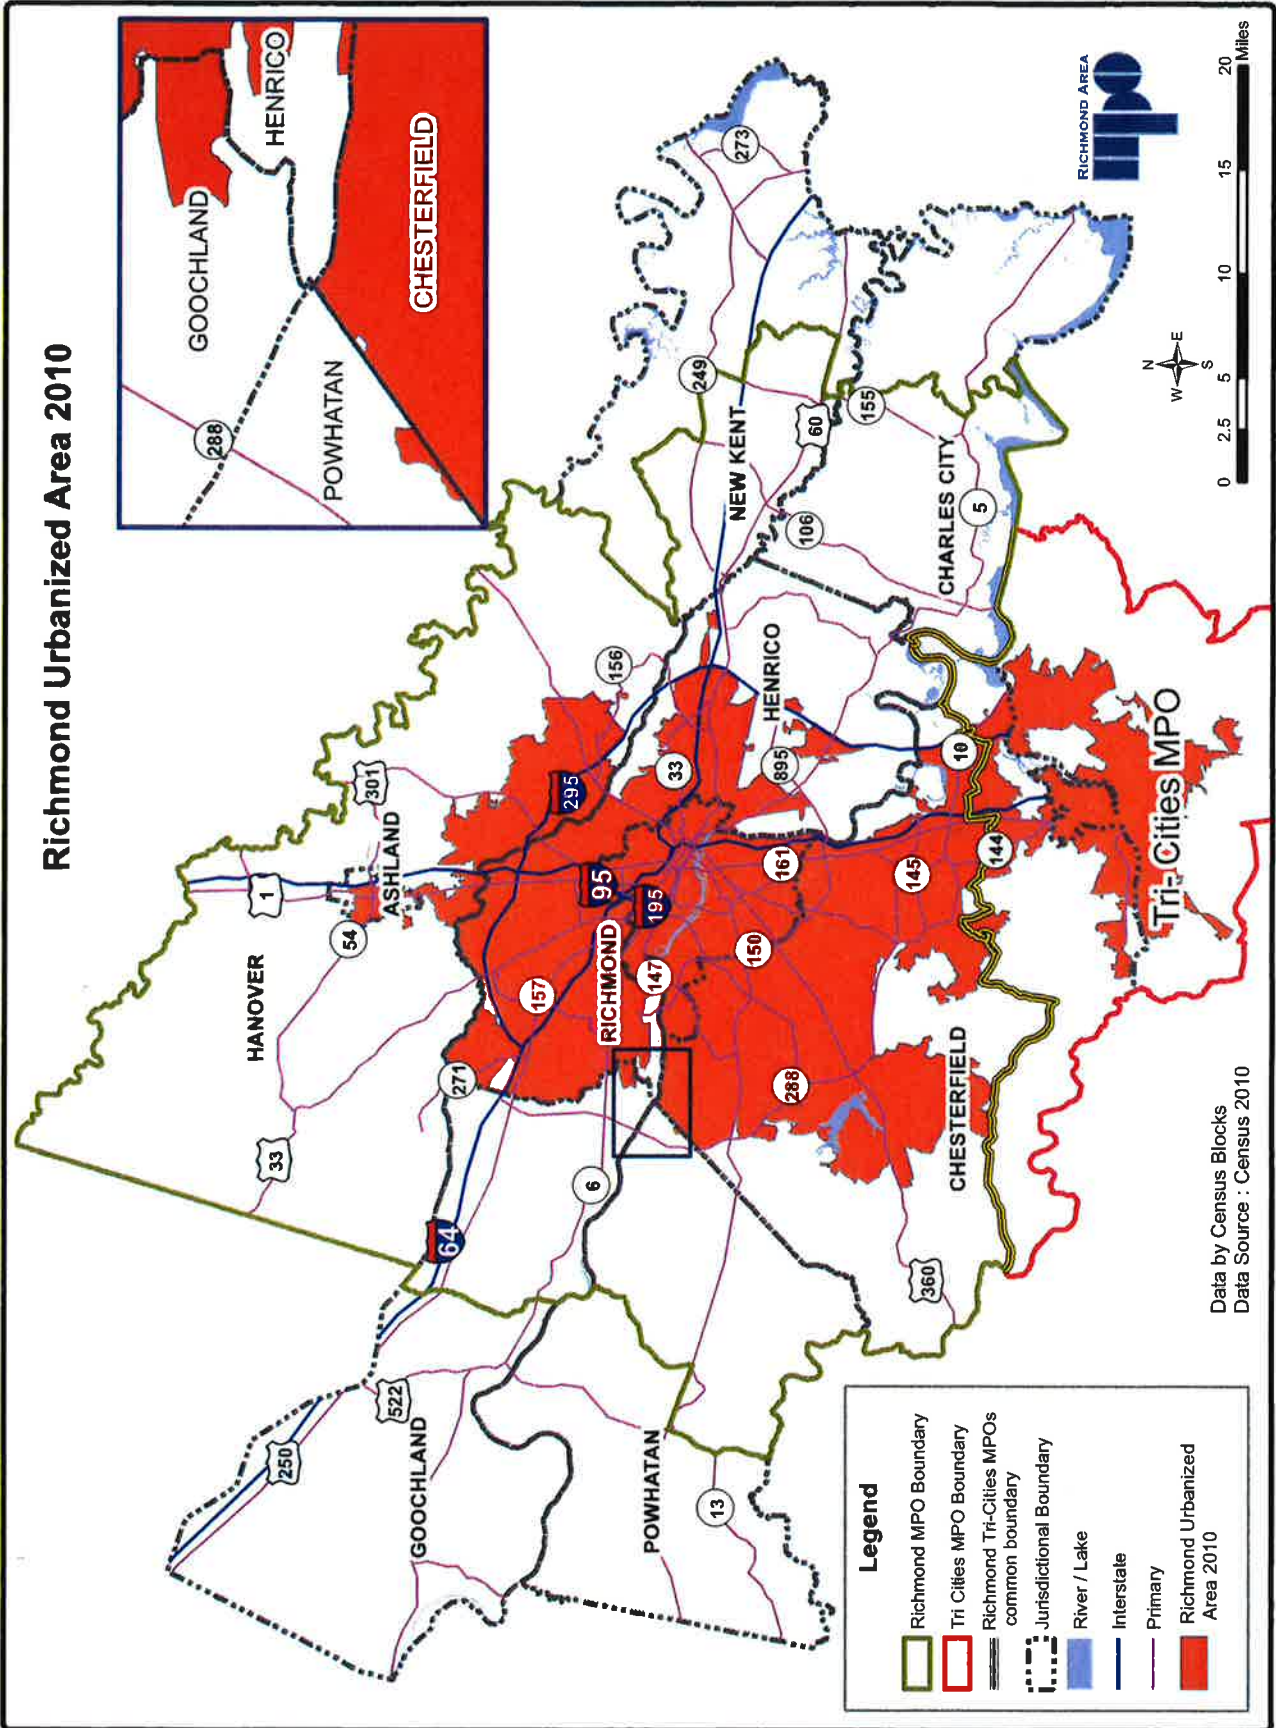 Richmond Urbanized Area 2010
GOOCHLAND
HENRICO
288
POWHATAN
CHESTERFIELD
HANOVER
33
1
301
54
ASHLAND
271
64
250
522
GOOCHLAND
6
157
295
156
95
RICHMOND
195
147
33
249
273
NEW KENT
60
HENRICO
895
106
155
161
150
288
145
POWHATAN
13
360
CHESTERFIELD
144
10
CHARLES CITY
5
Tri-Cities MPO
RICHMOND AREA
mpo
N
W
E
S
0
2.5
5
10
15
20
Miles
Legend
Richmond MPO Boundary
Tri Cities MPO Boundary
Richmond Tri-Cities MPOs
common boundary
Jurisdictional Boundary
River / Lake
Interstate
Primary
Richmond Urbanized
Area 2010
Data by Census Blocks
Data Source : Census 2010